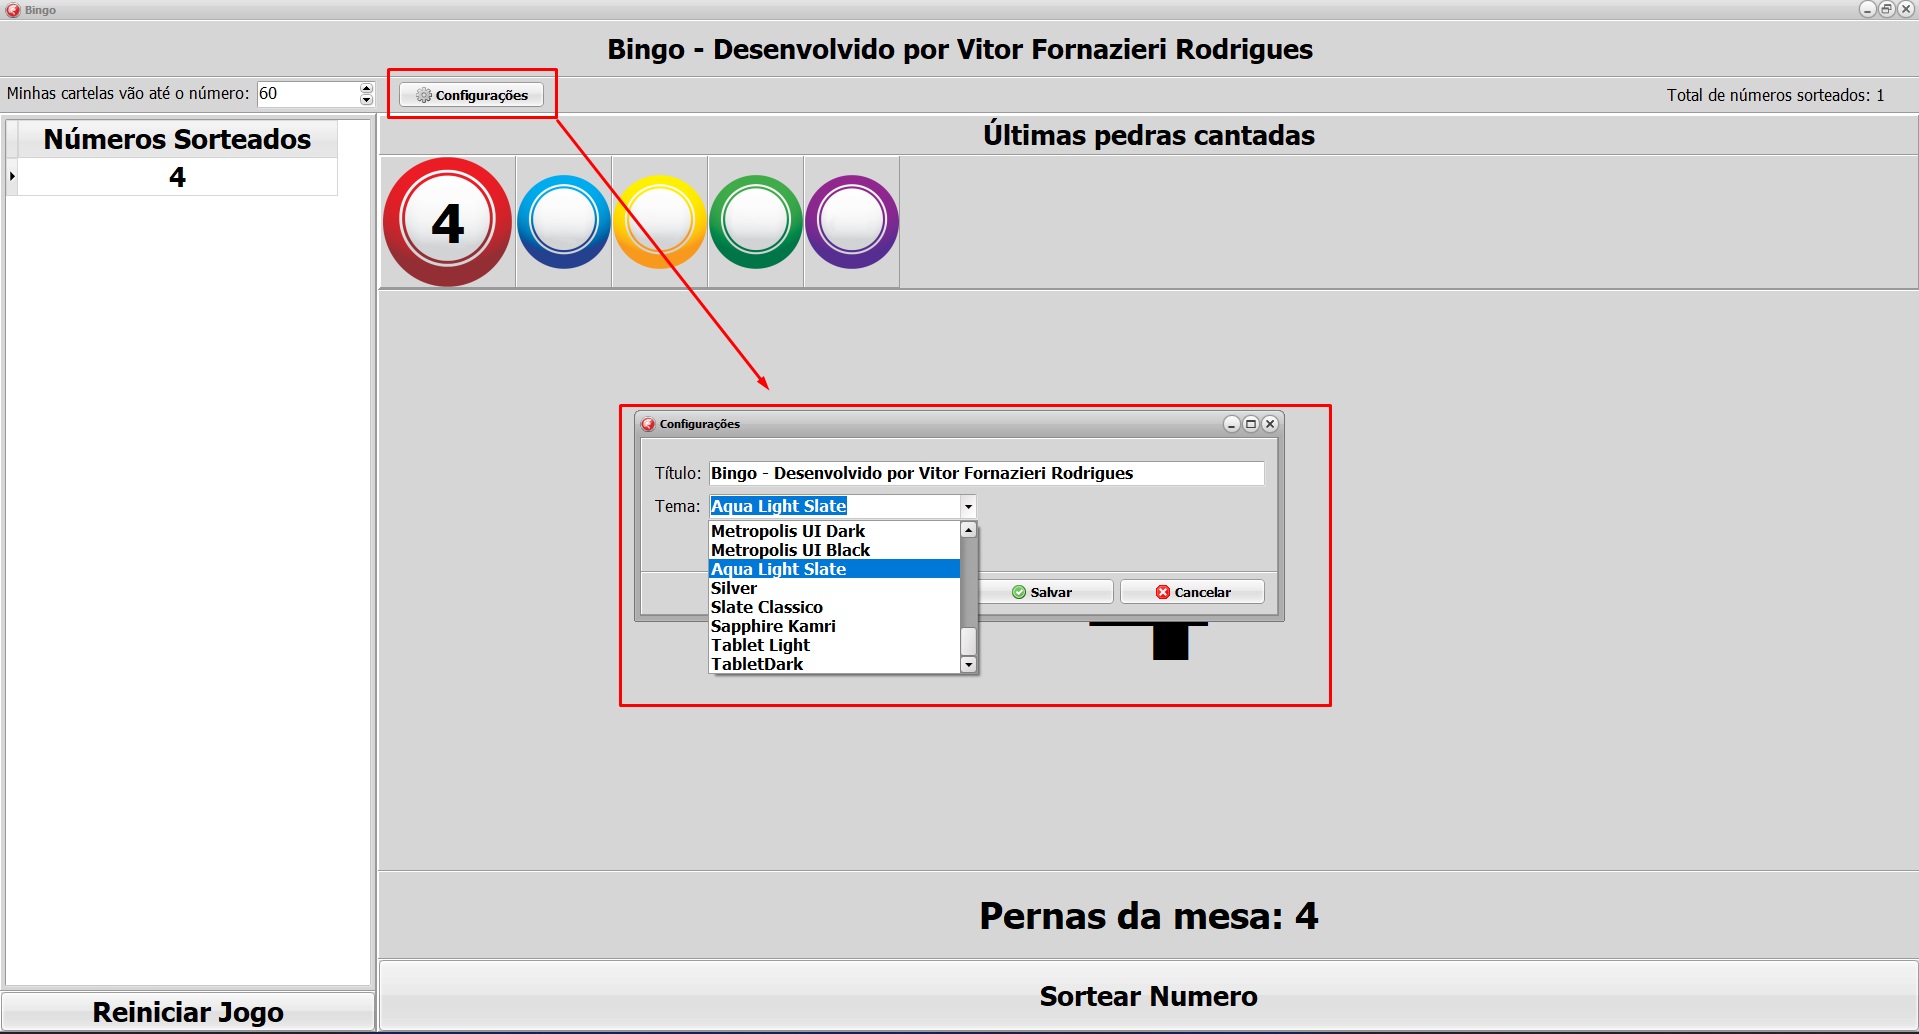 Bingo
Bingo - Desenvolvido por Vitor Fornazieri Rodrigues
Minhas cartelas vão até o número: 60
Configurações
Total de números sorteados: 1
Números Sorteados
4
Últimas pedras cantadas
4
Configurações
Título: Bingo - Desenvolvido por Vitor Fornazieri Rodrigues
Tema: Aqua Light Slate
Metropolis UI Dark
Metropolis UI Black
Aqua Light Slate
Silver
Slate Classico
Sapphire Kamri
Tablet Light
TabletDark
Salvar
Cancelar
Pernas da mesa: 4
Sortear Numero
Reiniciar Jogo